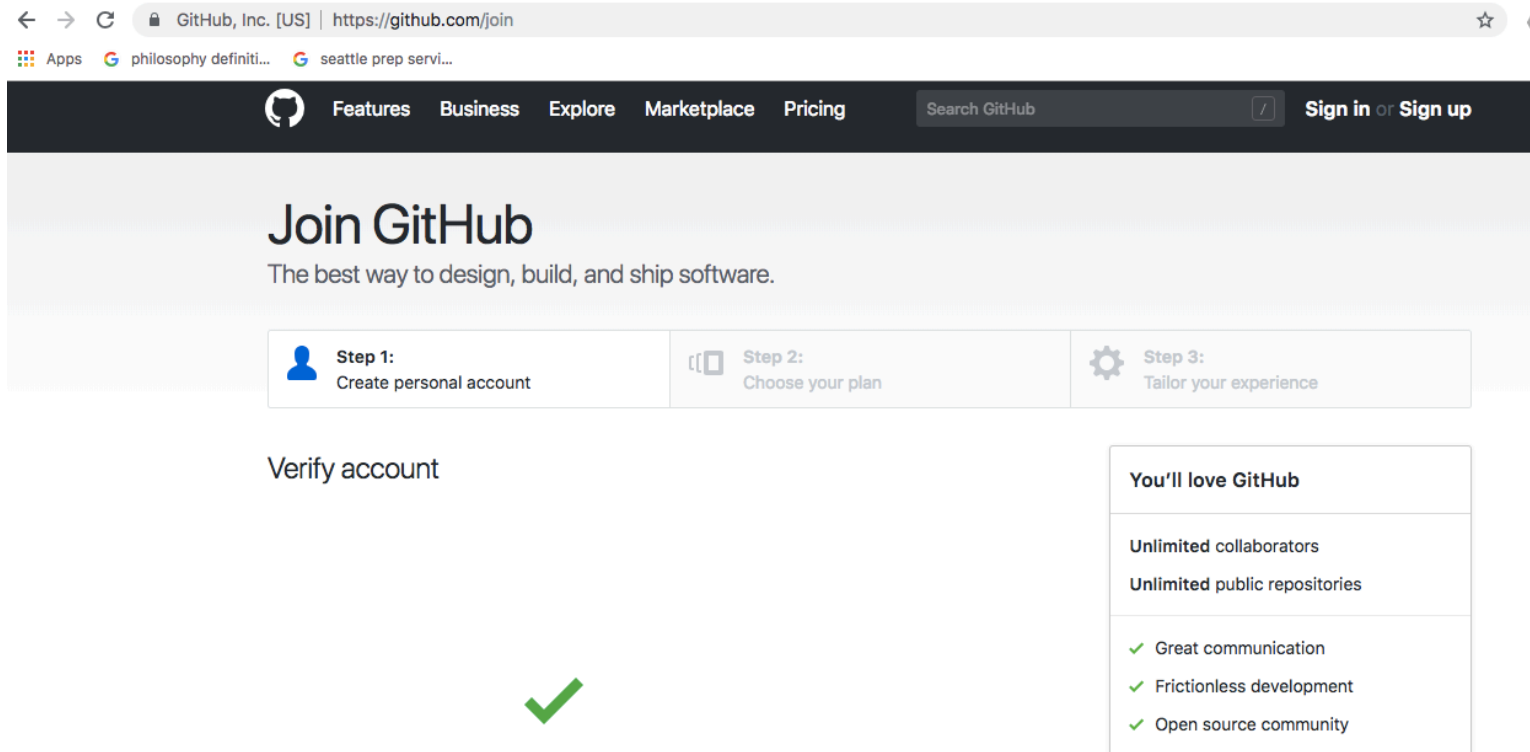 GitHub, Inc. [US] | https://github.com/join
Apps philosophy definiti... seattle prep servi...
Features Business Explore Marketplace Pricing Search GitHub / Sign in or Sign up
Join GitHub
The best way to design, build, and ship software.
Step 1:
Create personal account
Step 2:
Choose your plan
Step 3:
Tailor your experience
Verify account
You’ll love GitHub
Unlimited collaborators
Unlimited public repositories
Great communication
Frictionless development
Open source community